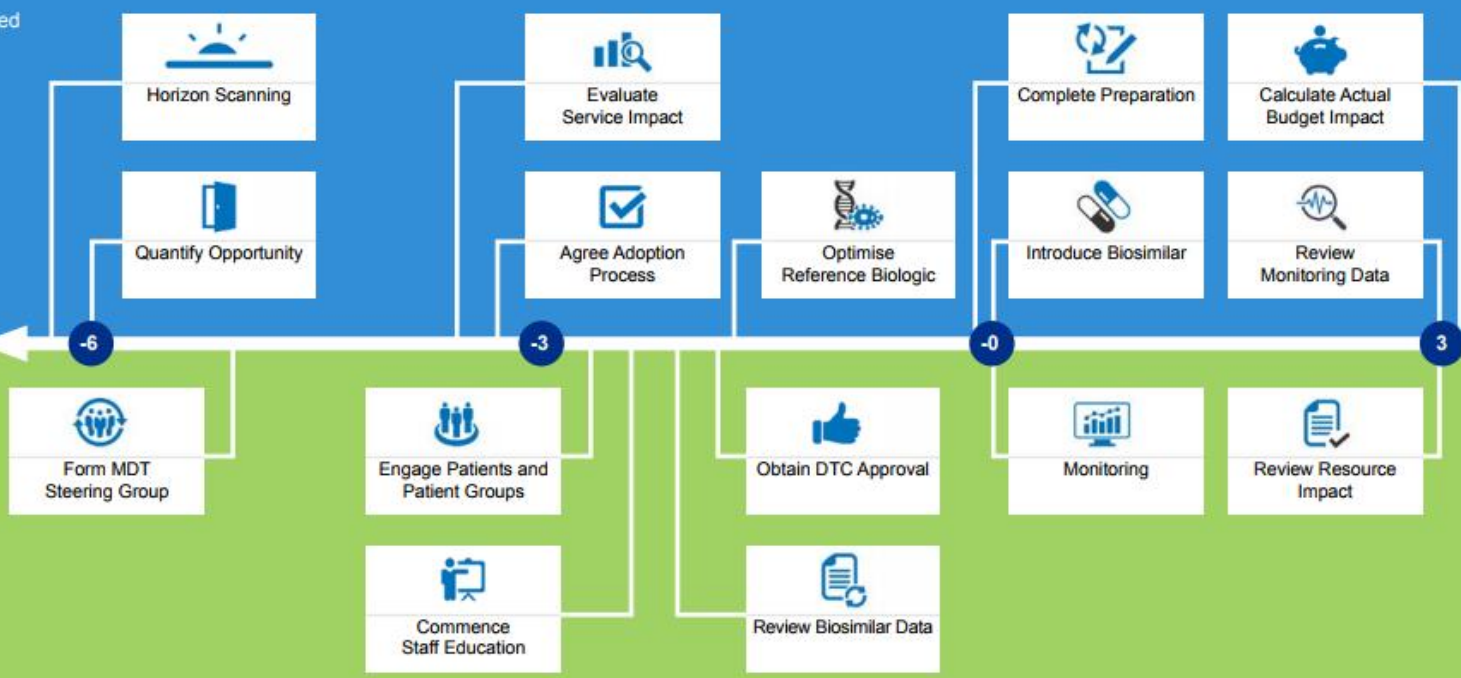 ed
Horizon Scanning
Evaluate
Service Impact
Complete Preparation
Calculate Actual
Budget Impact
Quantify Opportunity
Agree Adoption
Process
Optimise
Reference Biologic
Introduce Biosimilar
Review
Monitoring Data
-6
-3
-0
3
Form MDT
Steering Group
Engage Patients and
Patient Groups
Obtain DTC Approval
Monitoring
Review Resource
Impact
Commence
Staff Education
Review Biosimilar Data